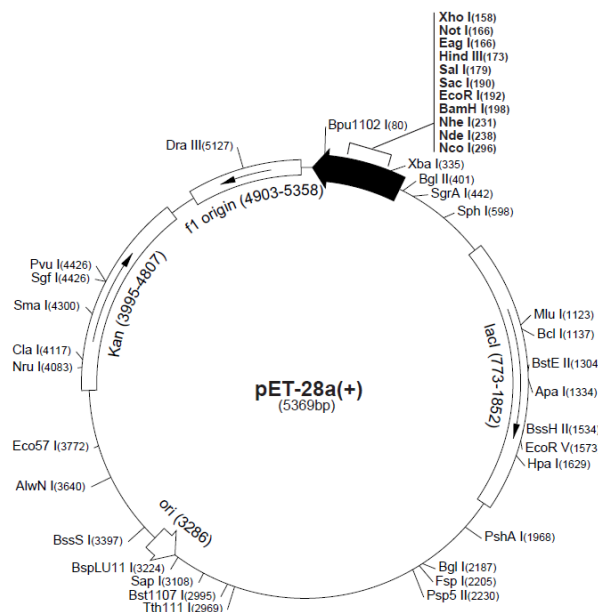 Xho I(158)
Not I(166)
Eag I(166)
Hind III(173)
Sal I(179)
Sac I(190)
EcoR I(192)
BamH I(198)
Nhe I(231)
Nde I(238)
Nco I(296)
Bpu1102 I(80)
Dra III(5127)
Xba I(335)
Bgl II(401)
SgrA I(442)
Sph I(598)
f1 origin (4903-5358)
Pvu I(4426)
Sgf I(4426)
Sma I(4300)
Kan (3995-4807)
Cla I(4117)
Nru I(4083)
Mlu I(1123)
Bcl I(1137)
BstE II(1304)
Apa I(1334)
lacI (773-1852)
BssH II(1534)
EcoR V(1573
Hpa I(1629)
pET-28a(+)
(5369bp)
Eco57 I(3772)
AlwN I(3640)
ori (3286)
BssS I(3397)
BspLU11 I(3224)
Sap I(3108)
Bst1107 I(2995)
Tth111 I(2969)
PshA I(1968)
Bgl I(2187)
Fsp I(2205)
Psp5 II(2230)